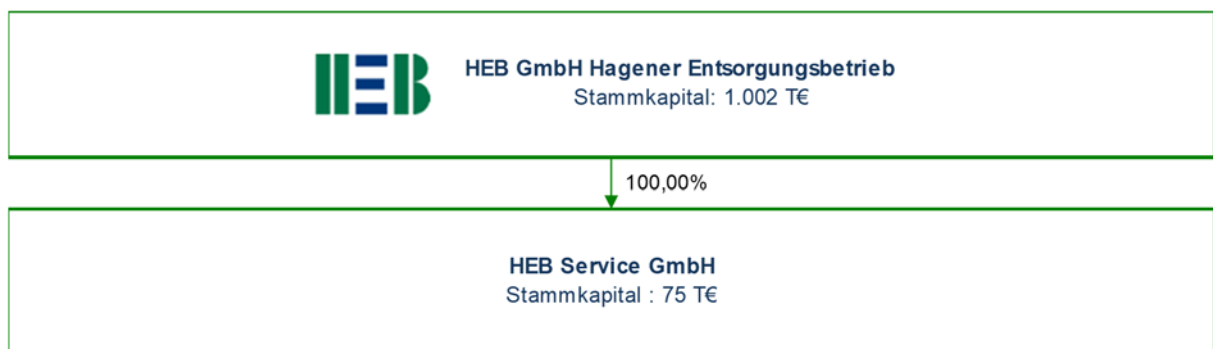 HEB
HEB GmbH Hagener Entsorgungsbetrieb
Stammkapital: 1.002 T€
100,00%
HEB Service GmbH
Stammkapital : 75 T€